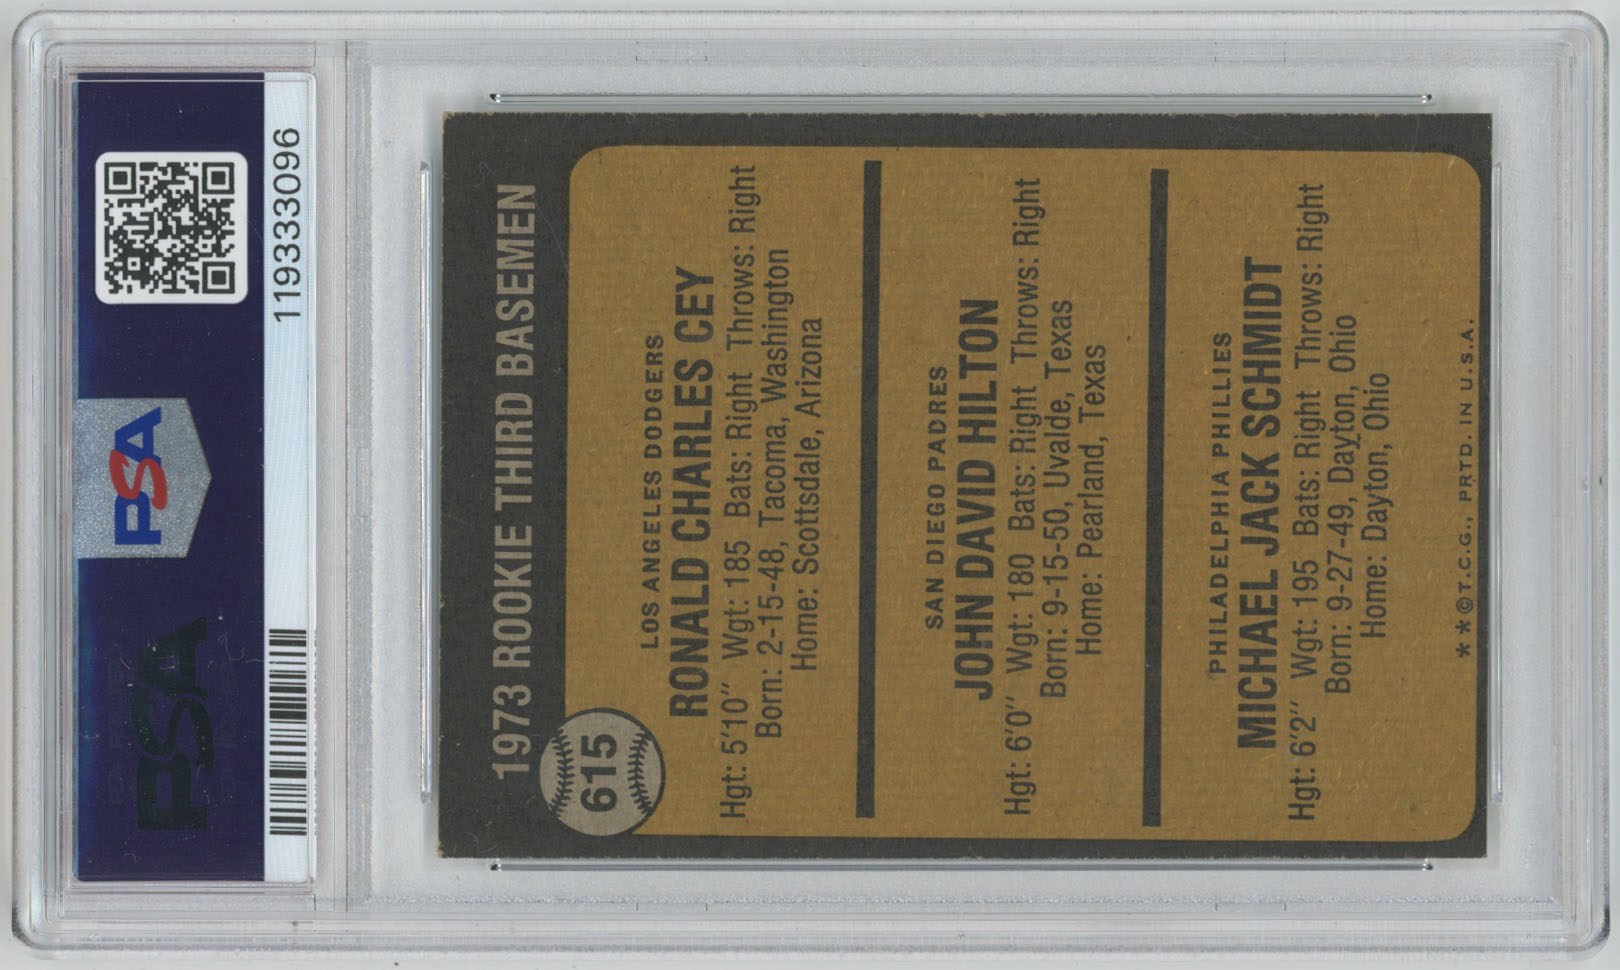 PSA
PSA
119333096
1973 ROOKIE THIRD BASEMEN
615
LOS ANGELES DODGERS
RONALD CHARLES CEY
Hgt: 5'10" Wgt: 185 Bats: Right Throws: Right
Born: 2-15-48, Tacoma, Washington
Home: Scottsdale, Arizona
SAN DIEGO PADRES
JOHN DAVID HILTON
Hgt: 6'0" Wgt: 180 Bats: Right Throws: Right
Born: 9-15-50, Uvalde, Texas
Home: Pearland, Texas
PHILADELPHIA PHILLIES
MICHAEL JACK SCHMIDT
Hgt: 6'2" Wgt: 195 Bats: Right Throws: Right
Born: 9-27-49, Dayton, Ohio
Home: Dayton, Ohio
**©T.C.G., PRTD. IN U.S.A.